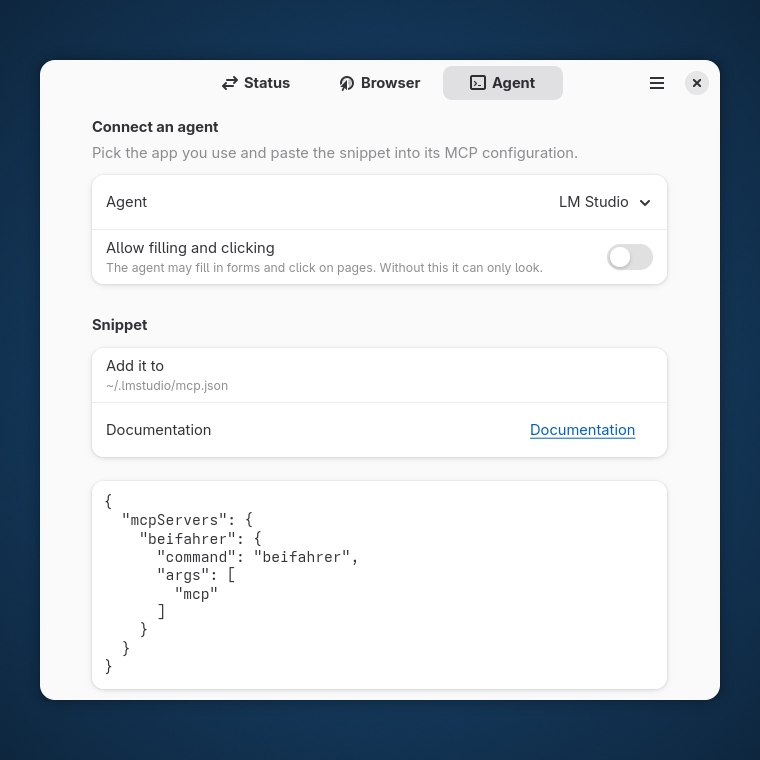 Status Browser Agent
Connect an agent
Pick the app you use and paste the snippet into its MCP configuration.
Agent LM Studio
Allow filling and clicking
The agent may fill in forms and click on pages. Without this it can only look.
Snippet
Add it to
~/.lmstudio/mcp.json
Documentation Documentation
{
  "mcpServers": {
    "beifahrer": {
      "command": "beifahrer",
      "args": [
        "mcp"
      ]
    }
  }
}